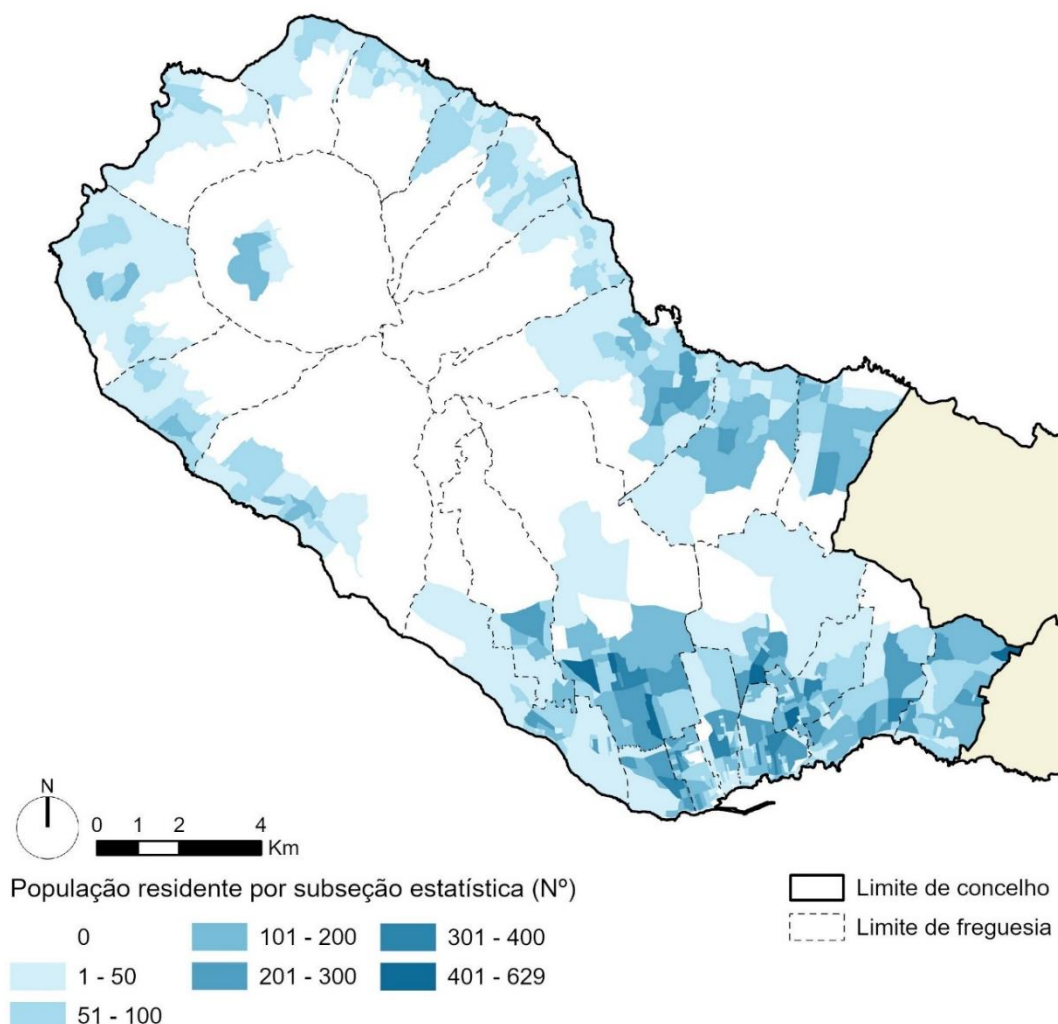 N
0 1 2 4
Km
População residente por subseção estatística (Nº)
0
1 - 50
51 - 100
101 - 200
201 - 300
301 - 400
401 - 629
Limite de concelho
Limite de freguesia